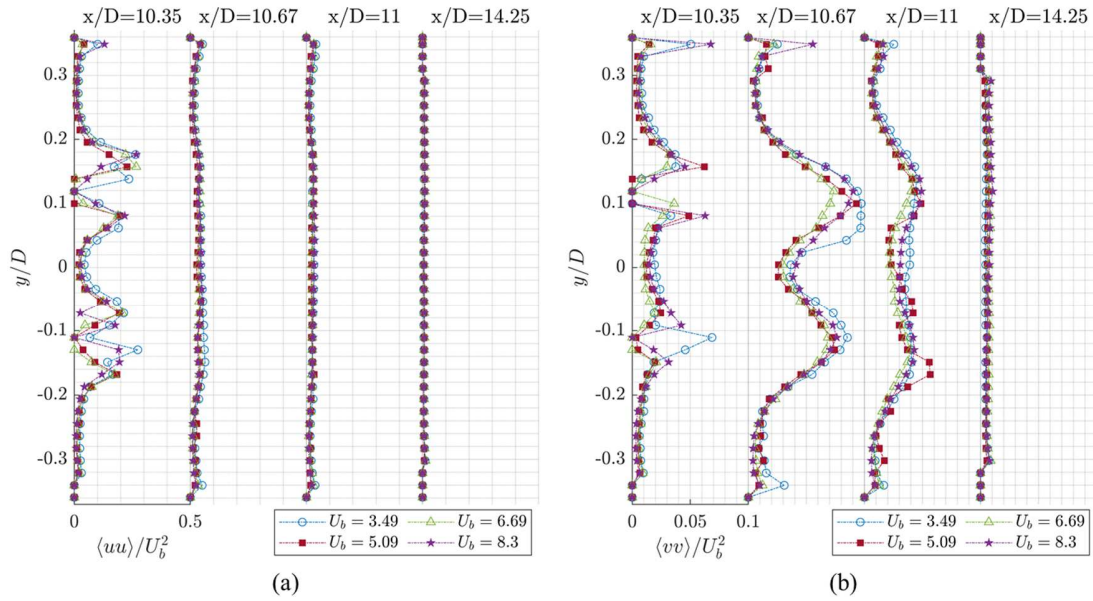 x/D=10.35 x/D=10.67 x/D=11 x/D=14.25
0.3
0.2
0.1
0
-0.1
-0.2
-0.3
y/D
0 0.5
⟨uu⟩/U_b^2
U_b = 3.49 U_b = 6.69
U_b = 5.09 U_b = 8.3
(a)
x/D=10.35 x/D=10.67 x/D=11 x/D=14.25
0.3
0.2
0.1
0
-0.1
-0.2
-0.3
y/D
0 0.05 0.1
⟨vv⟩/U_b^2
U_b = 3.49 U_b = 6.69
U_b = 5.09 U_b = 8.3
(b)